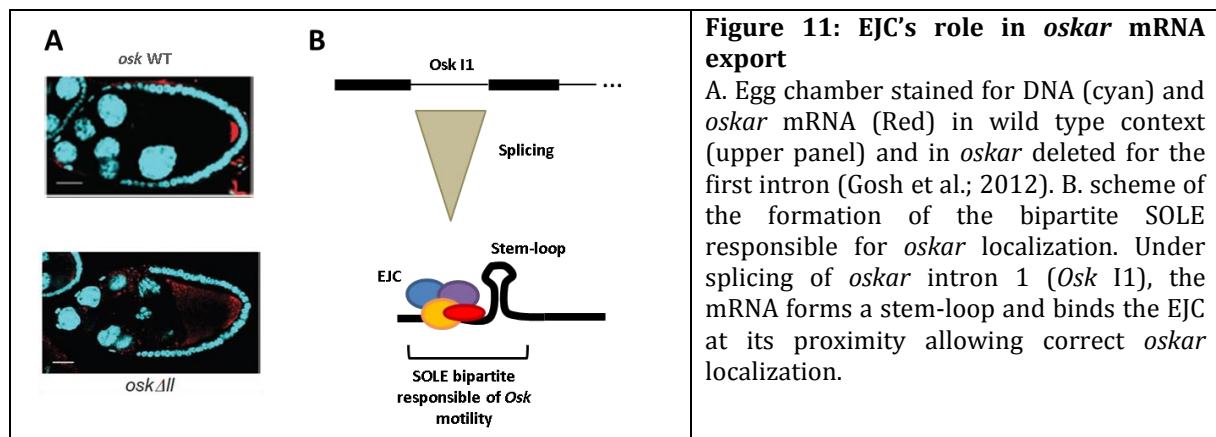 A
osk WT
oskΔII
B
Osk I1
...
Splicing
Stem-loop
EJC
SOLE bipartite
responsible of Osk
motility
Figure 11: EJC's role in oskar mRNA
export
A. Egg chamber stained for DNA (cyan) and
oskar mRNA (Red) in wild type context
(upper panel) and in oskar deleted for the
first intron (Gosh et al.; 2012). B. scheme of
the formation of the bipartite SOLE
responsible for oskar localization. Under
splicing of oskar intron 1 (Osk I1), the
mRNA forms a stem-loop and binds the EJC
at its proximity allowing correct oskar
localization.